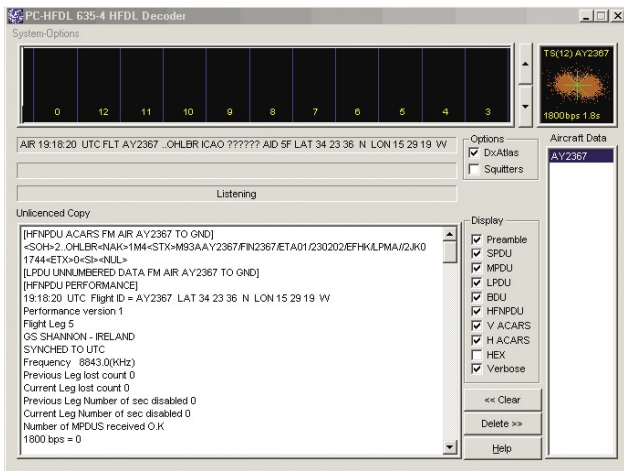 PC-HFDL 635-4 HFDL Decoder
System-Options
0 12 11 10 9 8 7 6 5 4 3
TS(12) AY2367
1800bps 1.8s
AIR 19:18:20 UTC FLT AY2367 ..OHLBR ICAO ?????? AID 5F LAT 34 23 36 N LON 15 29 19 W
Listening
Options
DxAtlas
Squitters
Aircraft Data
AY2367
Unlicenced Copy
[HFNPDU ACARS FM AIR AY2367 TO GND]
<SOH>2..OHLBR<NAK>1M4<STX>M93AAY2367/FIN2367/ETA01/230202/EFHK/LPMA//2JK0
1744<ETX>0<SI><NUL>
[LPDU UNNUMBERED DATA FM AIR AY2367 TO GND]
[HFNPDU PERFORMANCE]
19:18:20 UTC Flight ID = AY2367 LAT 34 23 36 N LON 15 29 19 W
Performance version 1
Flight Leg 5
GS SHANNON - IRELAND
SYNCHED TO UTC
Frequency 8843.0(KHz)
Previous Leg lost count 0
Current Leg lost count 0
Previous Leg Number of sec disabled 0
Current Leg Number of sec disabled 0
Number of MPDUS received O.K
1800 bps = 0
Display
Preamble
SPDU
MPDU
LPDU
BDU
HFNPDU
V ACARS
H ACARS
HEX
Verbose
<< Clear
Delete >>
Help